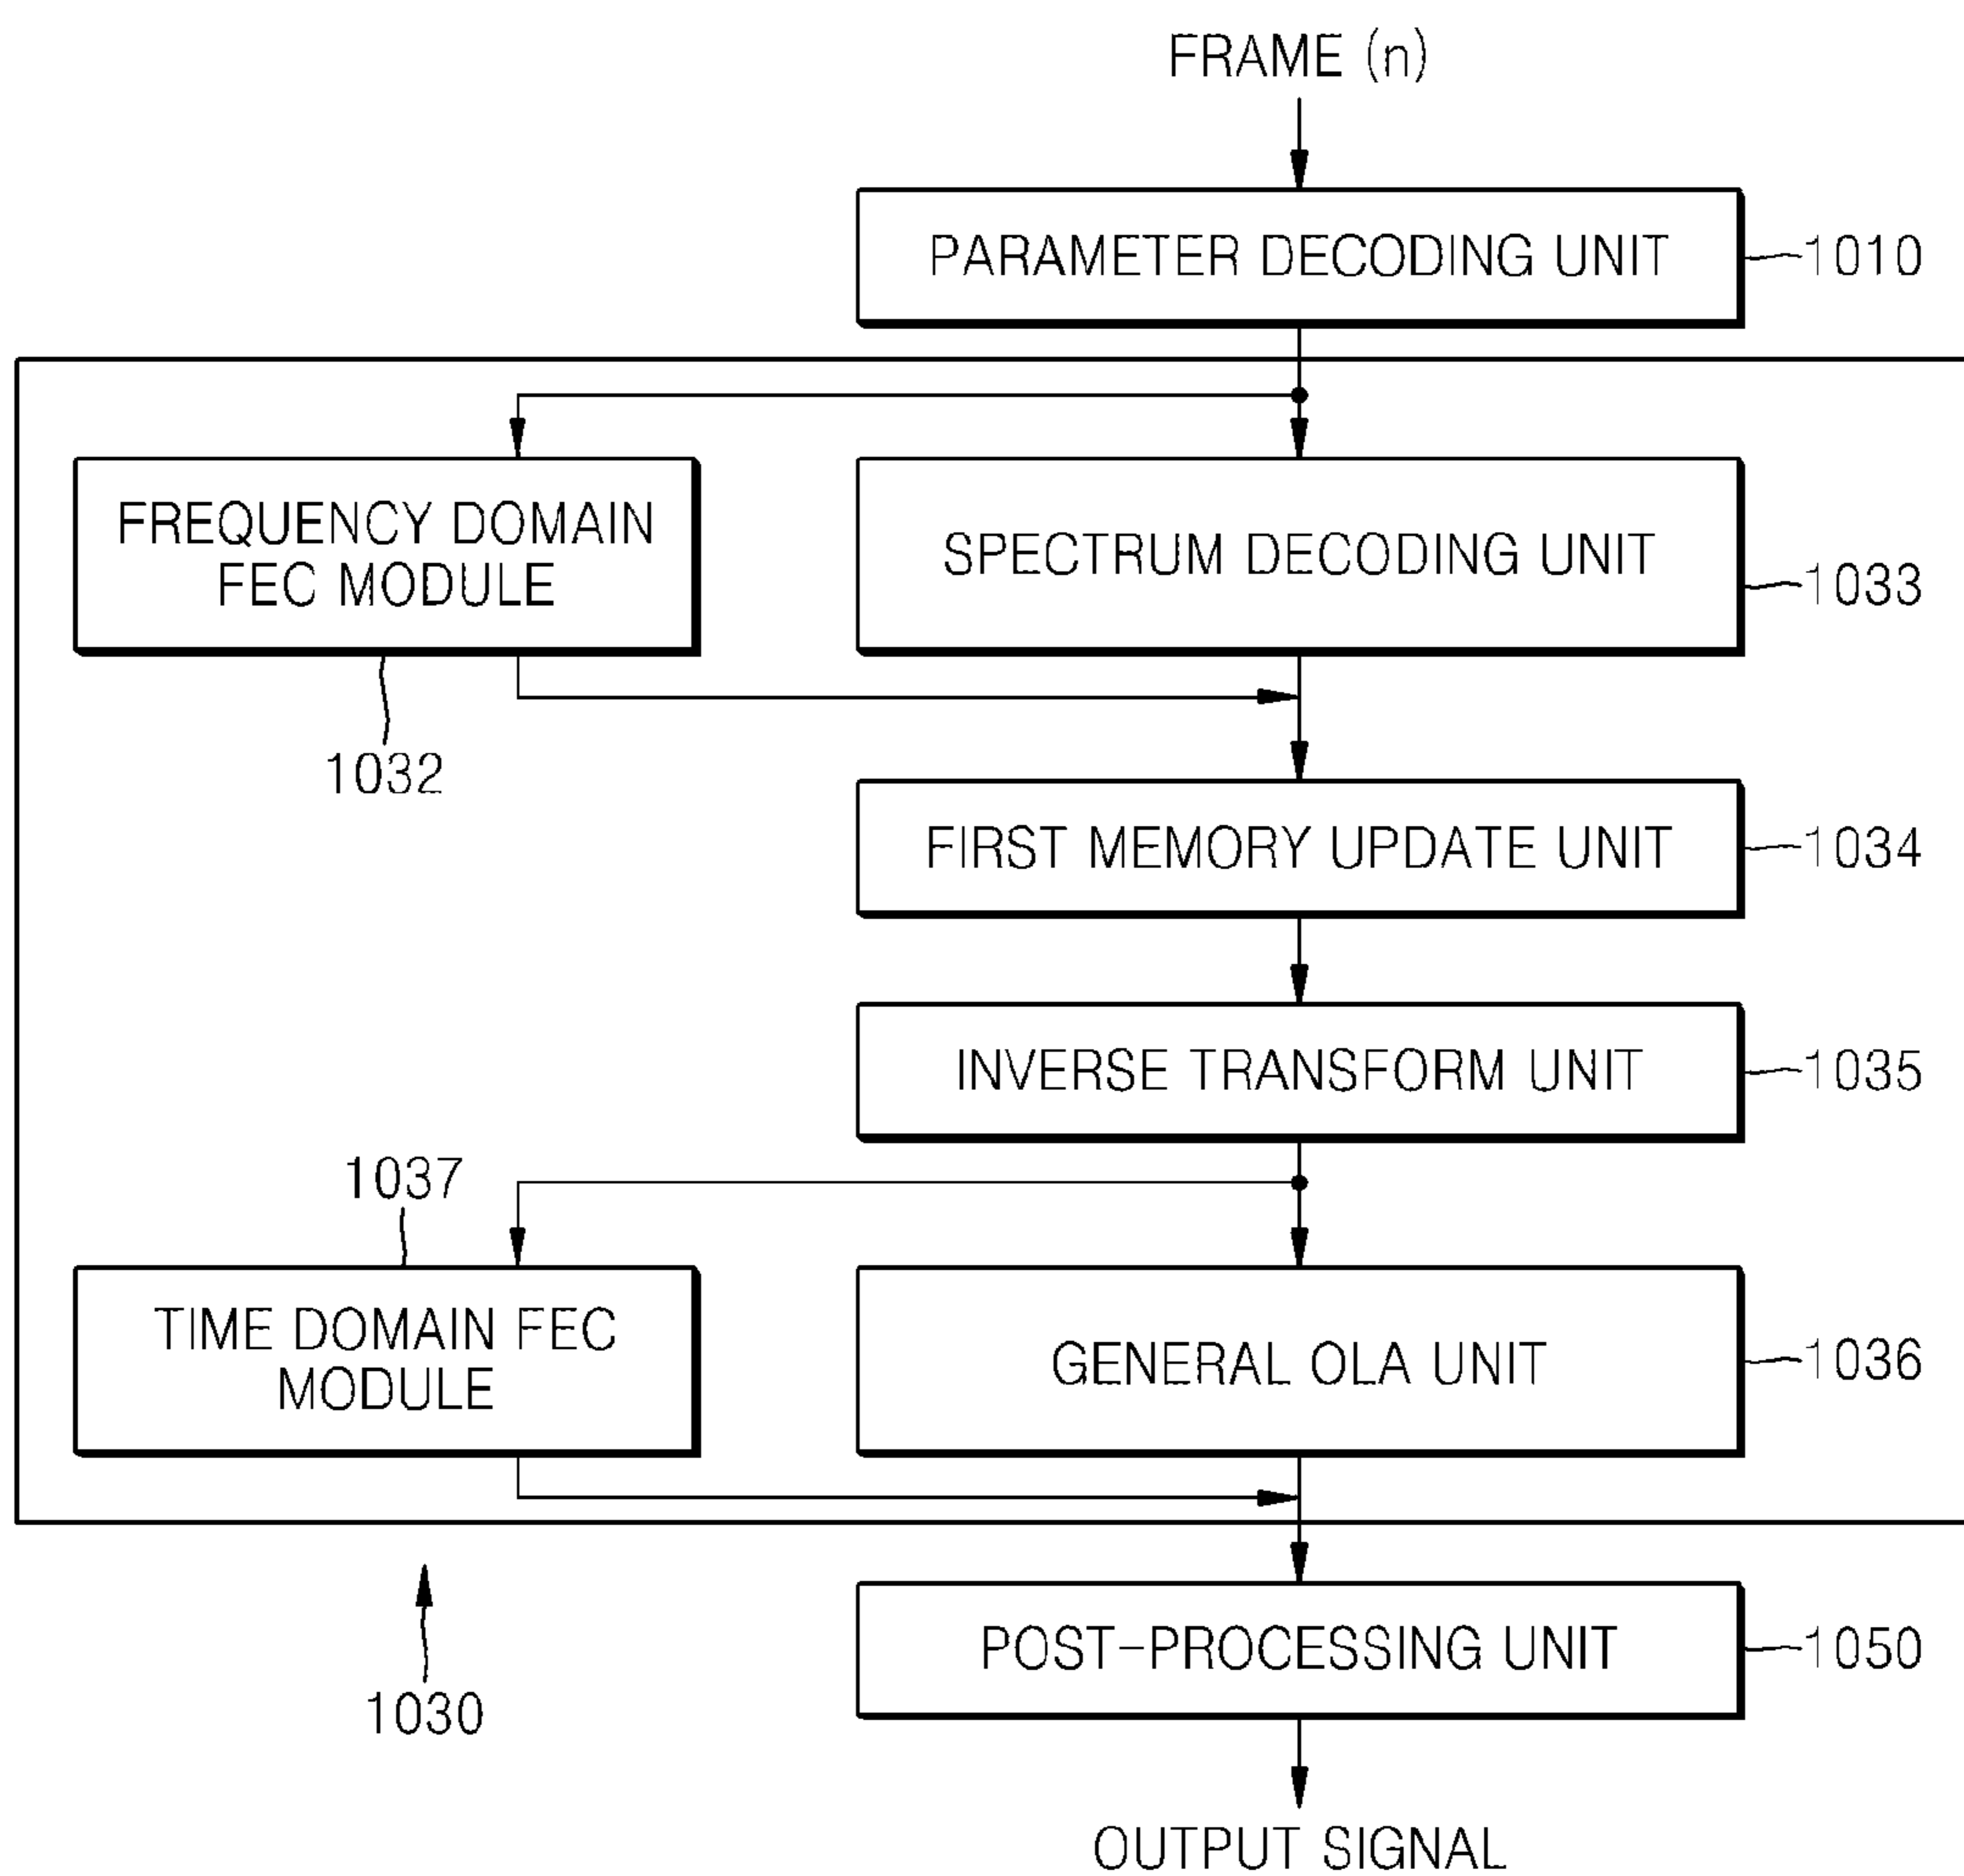 FRAME (n)
PARAMETER DECODING UNIT
1010
FREQUENCY DOMAIN
FEC MODULE
1032
SPECTRUM DECODING UNIT
1033
FIRST MEMORY UPDATE UNIT
1034
INVERSE TRANSFORM UNIT
1035
1037
TIME DOMAIN FEC
MODULE
GENERAL OLA UNIT
1036
1030
POST-PROCESSING UNIT
1050
OUTPUT SIGNAL